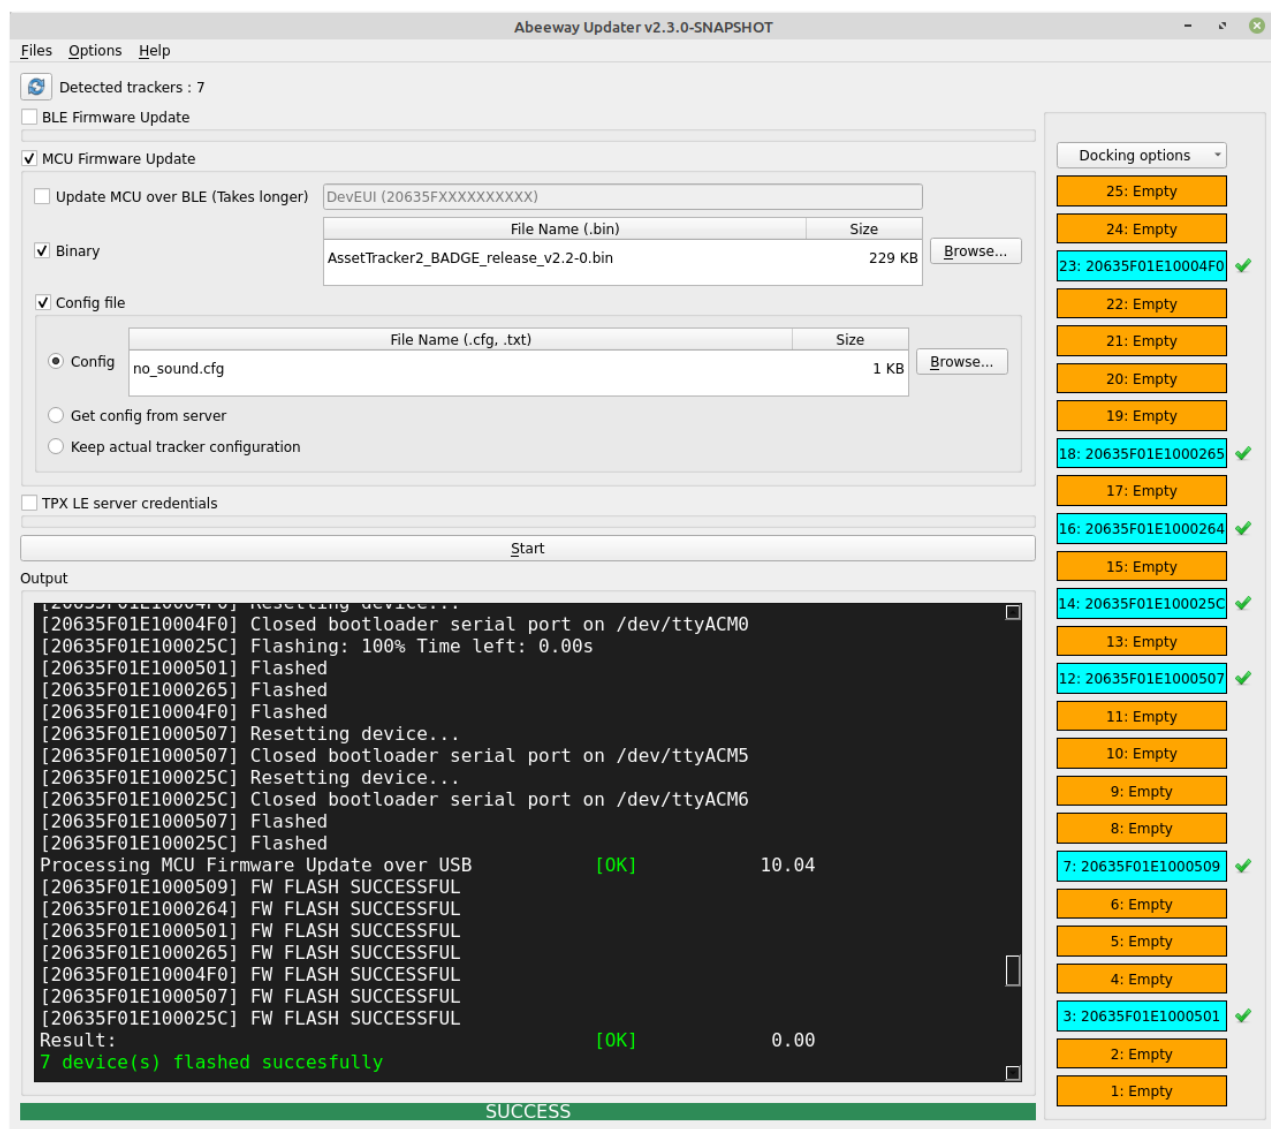 Abeeway Updater v2.3.0-SNAPSHOT
Files Options Help
Detected trackers : 7
BLE Firmware Update
MCU Firmware Update
Update MCU over BLE (Takes longer) DevEUI (20635FXXXXXXXXXX)
File Name (.bin) Size
Binary
AssetTracker2_BADGE_release_v2.2-0.bin 229 KB
Browse...
Config file
File Name (.cfg, .txt) Size
Config
no_sound.cfg 1 KB
Browse...
Get config from server
Keep actual tracker configuration
TPX LE server credentials
Start
Output
[20635F01E10004F0] Resetting device...
[20635F01E10004F0] Closed bootloader serial port on /dev/ttyACM0
[20635F01E100025C] Flashing: 100% Time left: 0.00s
[20635F01E1000501] Flashed
[20635F01E1000265] Flashed
[20635F01E10004F0] Flashed
[20635F01E1000507] Resetting device...
[20635F01E1000507] Closed bootloader serial port on /dev/ttyACM5
[20635F01E100025C] Resetting device...
[20635F01E100025C] Closed bootloader serial port on /dev/ttyACM6
[20635F01E1000507] Flashed
[20635F01E100025C] Flashed
Processing MCU Firmware Update over USB [OK] 10.04
[20635F01E1000509] FW FLASH SUCCESSFUL
[20635F01E1000264] FW FLASH SUCCESSFUL
[20635F01E1000501] FW FLASH SUCCESSFUL
[20635F01E1000265] FW FLASH SUCCESSFUL
[20635F01E10004F0] FW FLASH SUCCESSFUL
[20635F01E1000507] FW FLASH SUCCESSFUL
[20635F01E100025C] FW FLASH SUCCESSFUL
Result: [OK] 0.00
7 device(s) flashed succesfully
SUCCESS
Docking options
25: Empty
24: Empty
23: 20635F01E10004F0
22: Empty
21: Empty
20: Empty
19: Empty
18: 20635F01E1000265
17: Empty
16: 20635F01E1000264
15: Empty
14: 20635F01E100025C
13: Empty
12: 20635F01E1000507
11: Empty
10: Empty
9: Empty
8: Empty
7: 20635F01E1000509
6: Empty
5: Empty
4: Empty
3: 20635F01E1000501
2: Empty
1: Empty